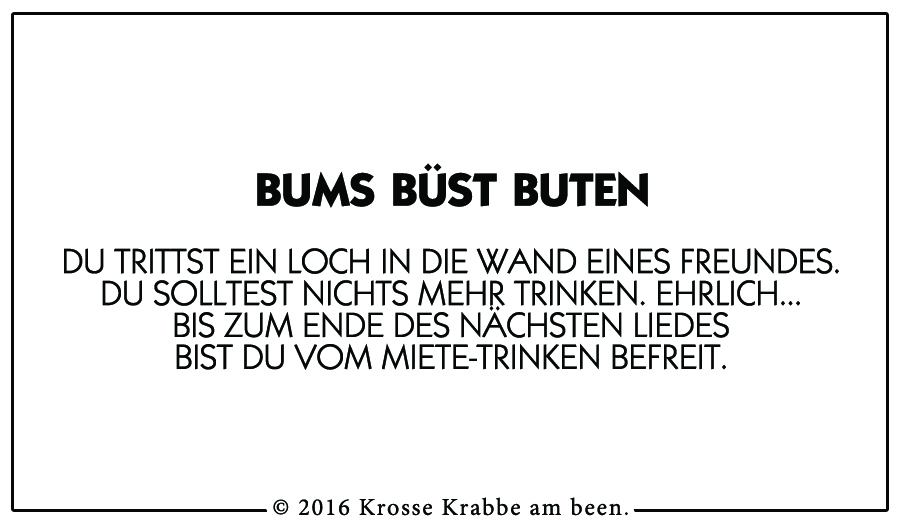 BUMS BÜST BUTEN
DU TRITTST EIN LOCH IN DIE WAND EINES FREUNDES.
DU SOLLTEST NICHTS MEHR TRINKEN. EHRLICH...
BIS ZUM ENDE DES NÄCHSTEN LIEDES
BIST DU VOM MIETE-TRINKEN BEFREIT.
© 2016 Krosse Krabbe am been.